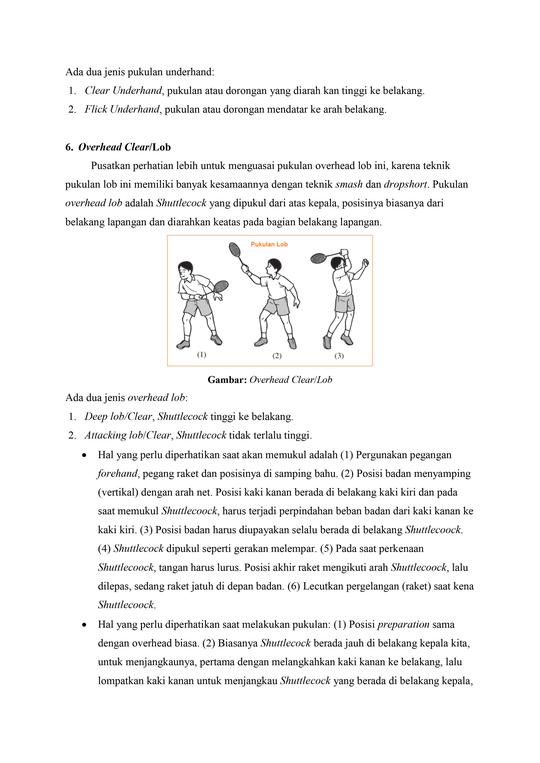 Ada dua jenis pukulan underhand:
1. Clear Underhand, pukulan atau dorongan yang diarah kan tinggi ke belakang.
2. Flick Underhand, pukulan atau dorongan mendatar ke arah belakang.
6. Overhead Clear/Lob
Pusatkan perhatian lebih untuk menguasai pukulan overhead lob ini, karena teknik
pukulan lob ini memiliki banyak kesamaannya dengan teknik smash dan dropshort. Pukulan
overhead lob adalah Shuttlecock yang dipukul dari atas kepala, posisinya biasanya dari
belakang lapangan dan diarahkan keatas pada bagian belakang lapangan.
Pukulan Lob
(1) (2) (3)
Gambar: Overhead Clear/Lob
Ada dua jenis overhead lob:
1. Deep lob/Clear, Shuttlecock tinggi ke belakang.
2. Attacking lob/Clear, Shuttlecock tidak terlalu tinggi.
• Hal yang perlu diperhatikan saat akan memukul adalah (1) Pergunakan pegangan
forehand, pegang raket dan posisinya di samping bahu. (2) Posisi badan menyamping
(vertikal) dengan arah net. Posisi kaki kanan berada di belakang kaki kiri dan pada
saat memukul Shuttlecoock, harus terjadi perpindahan beban badan dari kaki kanan ke
kaki kiri. (3) Posisi badan harus diupayakan selalu berada di belakang Shuttlecoock.
(4) Shuttlecock dipukul seperti gerakan melempar. (5) Pada saat perkenaan
Shuttlecoock, tangan harus lurus. Posisi akhir raket mengikuti arah Shuttlecoock, lalu
dilepas, sedang raket jatuh di depan badan. (6) Lecutkan pergelangan (raket) saat kena
Shuttlecoock.
• Hal yang perlu diperhatikan saat melakukan pukulan: (1) Posisi preparation sama
dengan overhead biasa. (2) Biasanya Shuttlecock berada jauh di belakang kepala kita,
untuk menjangkaunya, pertama dengan melangkahkan kaki kanan ke belakang, lalu
lompatkan kaki kanan untuk menjangkau Shuttlecock yang berada di belakang kepala,